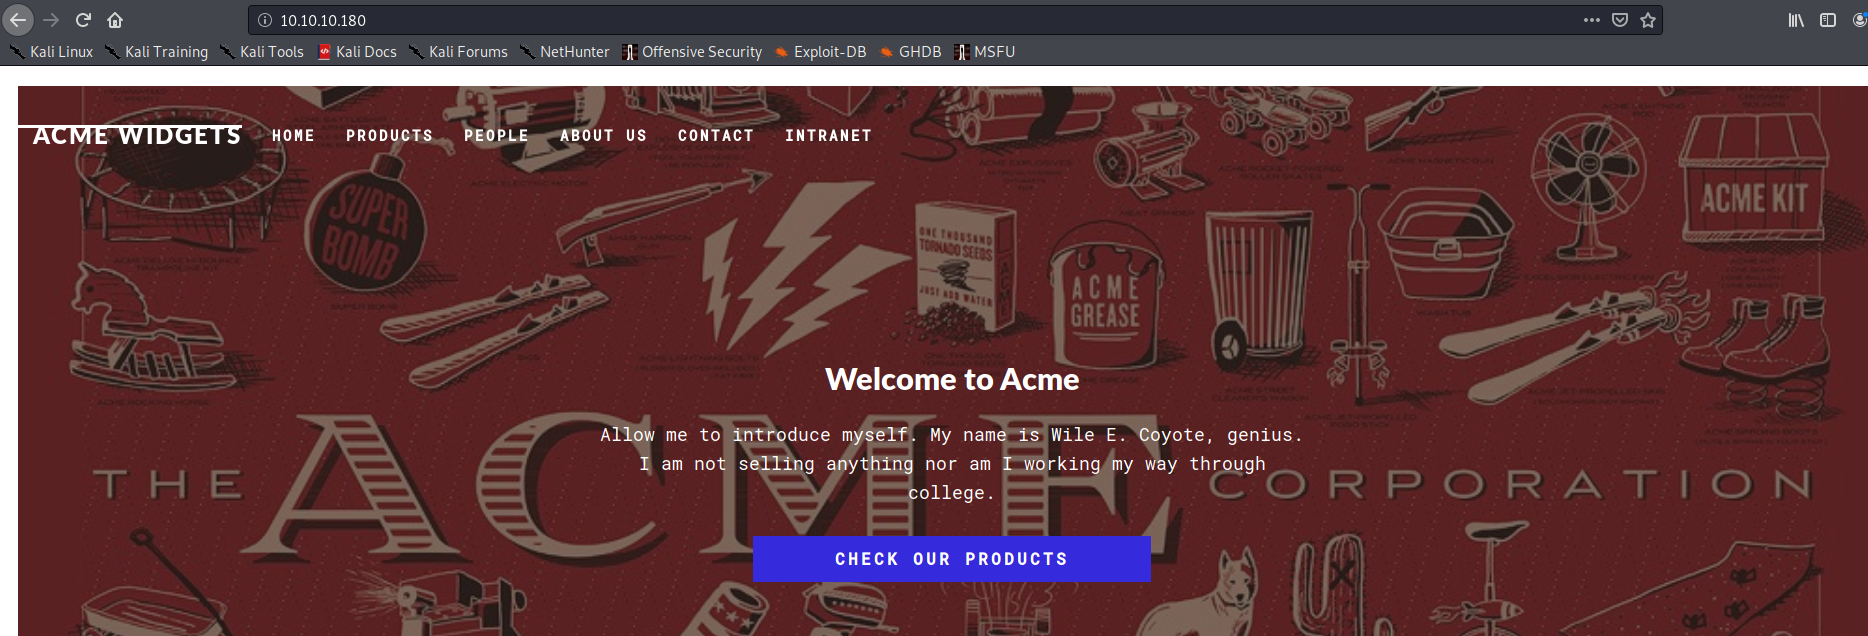 10.10.10.180
Kali Linux Kali Training Kali Tools Kali Docs Kali Forums NetHunter Offensive Security Exploit-DB GHDB MSFU
ACME WIDGETS HOME PRODUCTS PEOPLE ABOUT US CONTACT INTRANET
SUPER
BOMB
SUPER BOMB
ONE THOUSAND
TORNADO SEEDS
JUST ADD WATER
ACME
GREASE
ACME KIT
Welcome to Acme
Allow me to introduce myself. My name is Wile E. Coyote, genius.
I am not selling anything nor am I working my way through
college.
THE ACME CORPORATION
CHECK OUR PRODUCTS